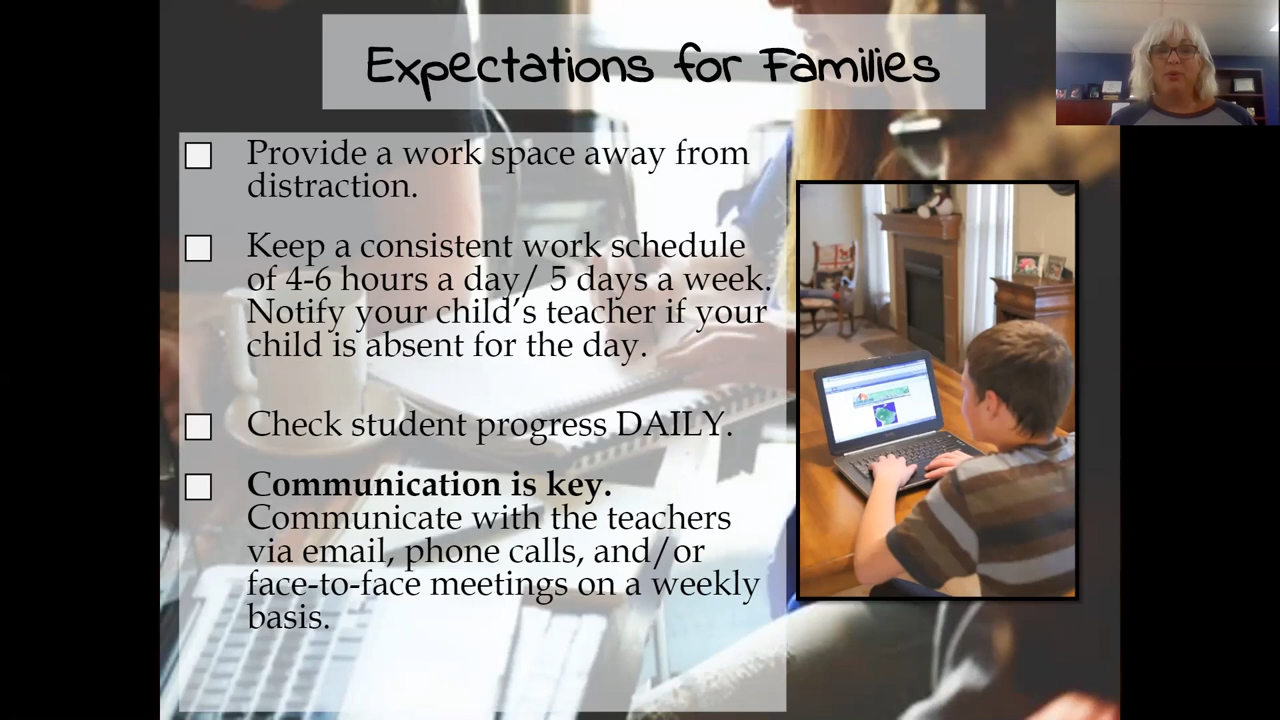 Expectations for Families
Provide a work space away from
distraction.
Keep a consistent work schedule
of 4-6 hours a day/ 5 days a week.
Notify your child’s teacher if your
child is absent for the day.
Check student progress DAILY.
Communication is key.
Communicate with the teachers
via email, phone calls, and/or
face-to-face meetings on a weekly
basis.